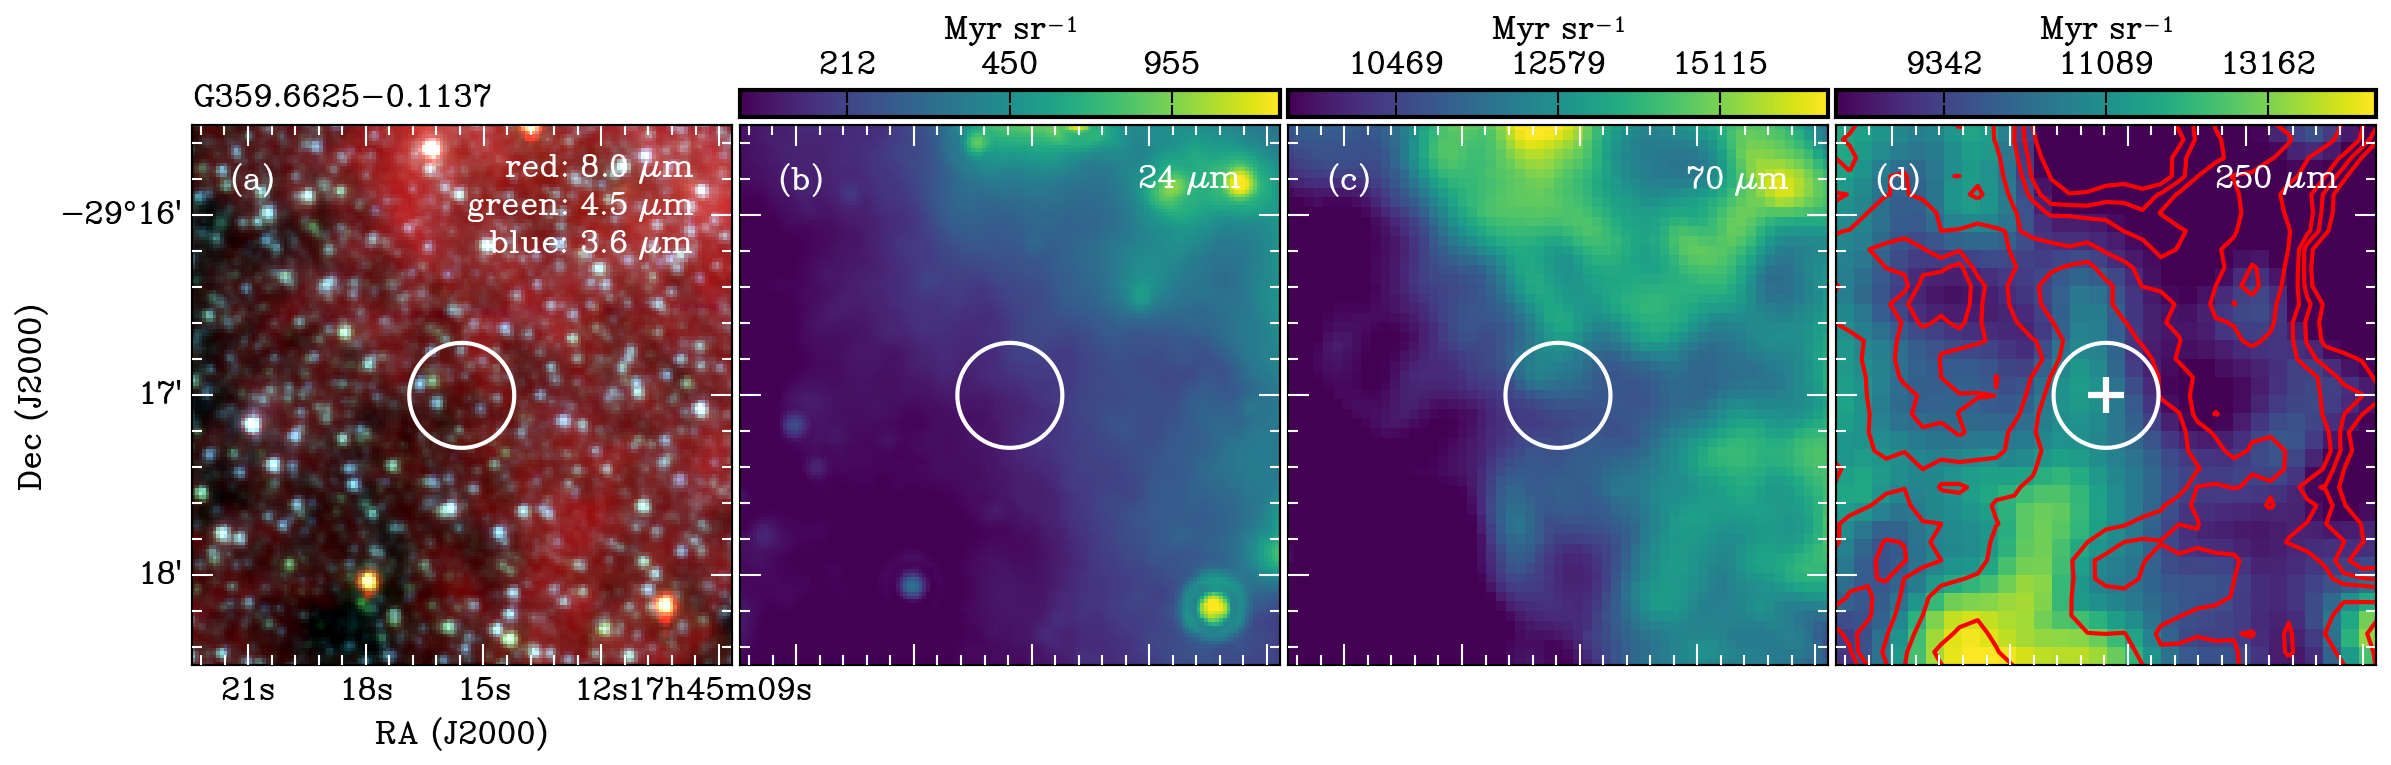 Myr sr⁻¹
212 450 955
Myr sr⁻¹
10469 12579 15115
Myr sr⁻¹
9342 11089 13162
G359.6625−0.1137
(a)
red: 8.0 μm
green: 4.5 μm
blue: 3.6 μm
(b)
24 μm
(c)
70 μm
(d)
250 μm
Dec (J2000)
−29°16'
17'
18'
21s 18s 15s 12s 17h45m09s
RA (J2000)